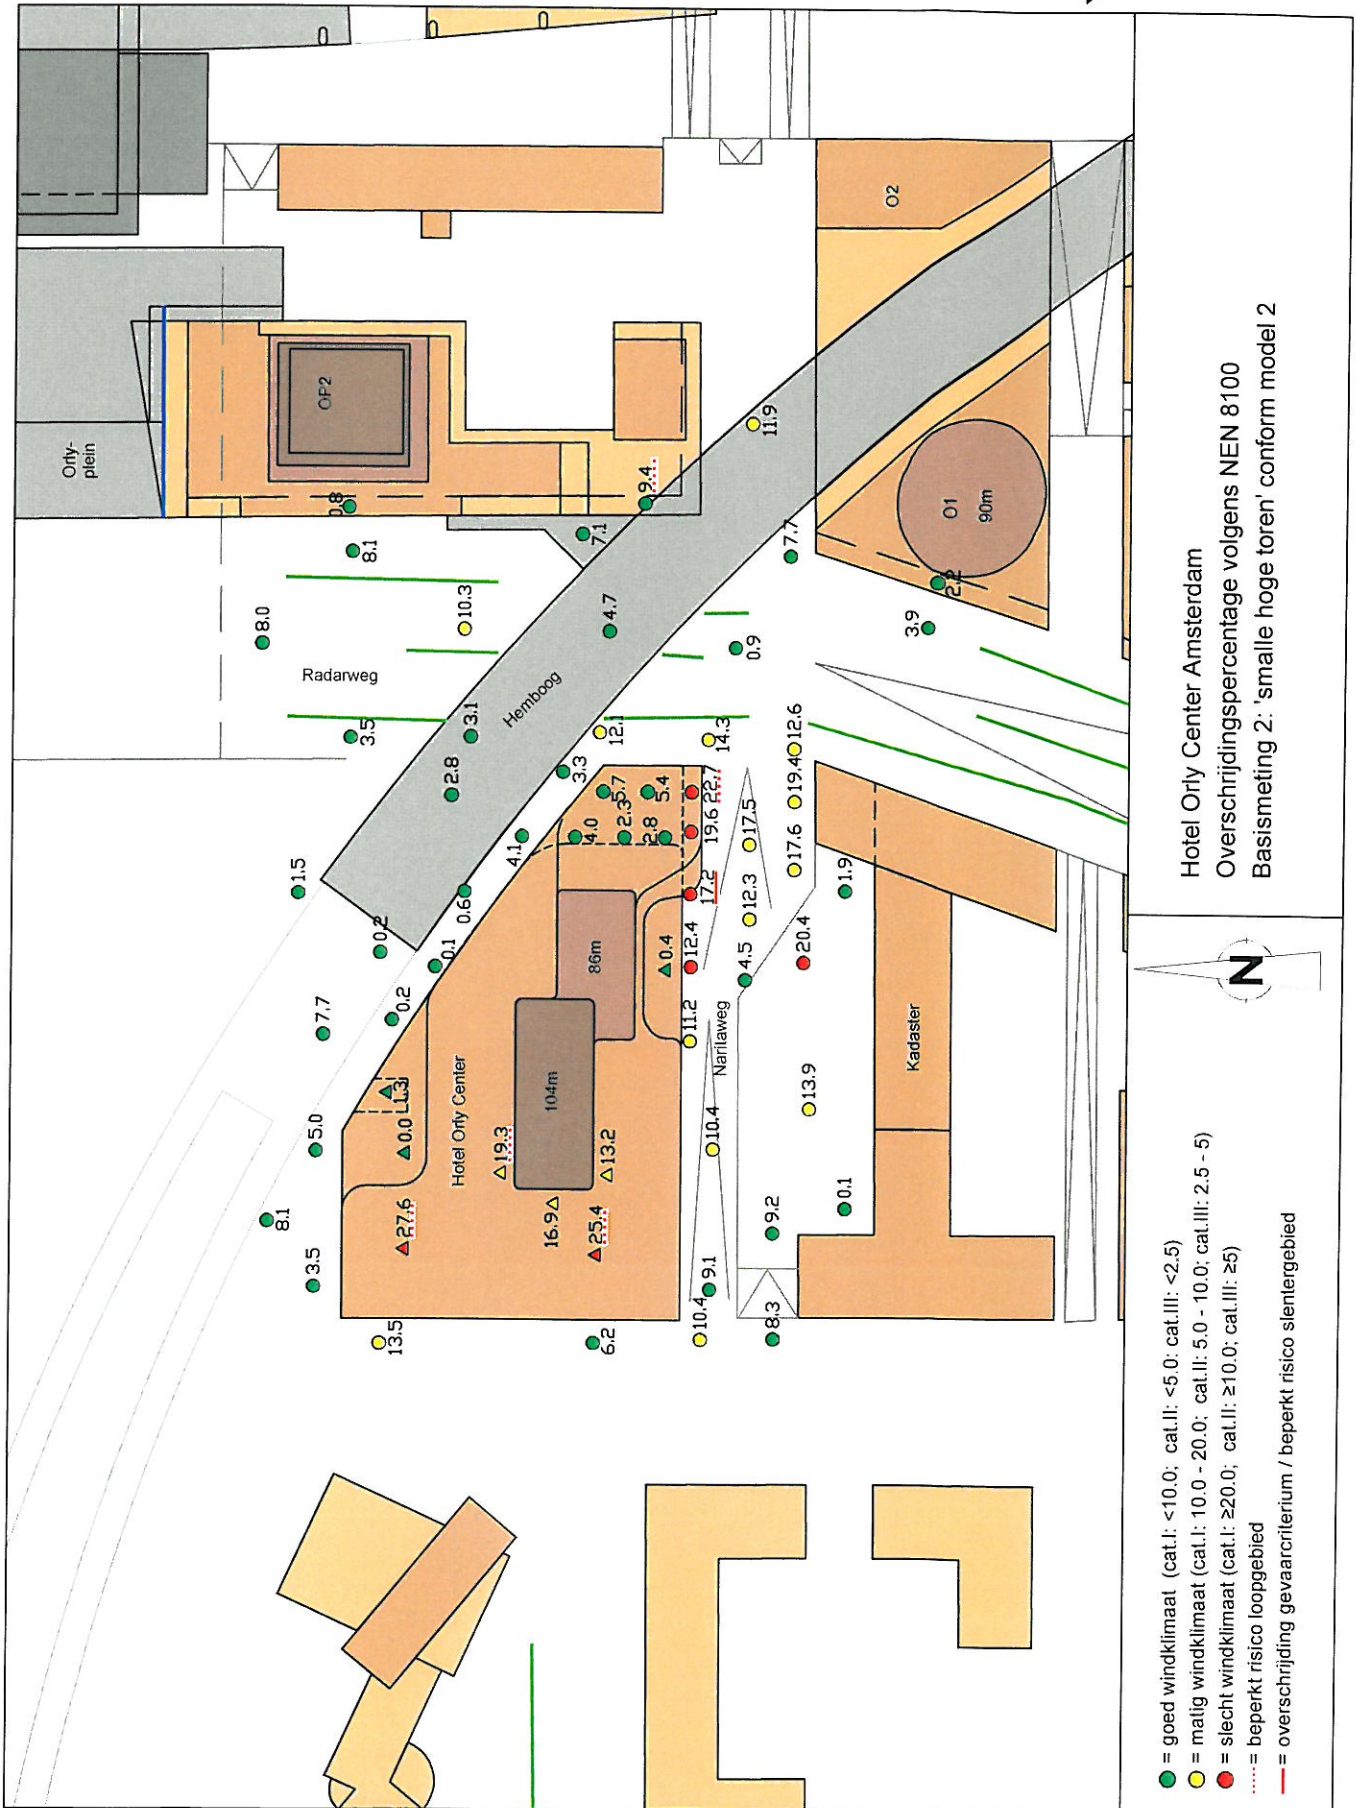 Orly-
plein
OP2
0.8
8.1
8.0
10.3
Radarweg
3.5
7.1
9.4
11.9
O2
O1
90m
7.7
2.2
3.9
4.7
0.9
Hemboog
3.1
2.8
12.1
14.3
12.6
19.4
17.6
17.5
12.3
3.3
5.7
5.4
22.7
4.0
2.3
2.8
19.6
17.2
12.4
11.2
0.4
4.1
0.6
1.5
0.2
0.1
0.2
7.7
5.0
8.1
3.5
13.5
1.3
0.0
27.6
Hotel Orly Center
86m
104m
19.3
16.9
13.2
25.4
6.2
Narilaweg
4.5
20.4
1.9
13.9
10.4
9.1
10.4
9.2
8.3
0.1
Kadaster
Hotel Orly Center Amsterdam
Overschrijdingspercentage volgens NEN 8100
Basismeting 2: 'smalle hoge toren' conform model 2
N
= goed windklimaat (cat.I: <10.0; cat.II: <5.0: cat.III: <2.5)
= matig windklimaat (cat.I: 10.0 - 20.0; cat.II: 5.0 - 10.0; cat.III: 2.5 - 5)
= slecht windklimaat (cat.I: ≥20.0; cat.II: ≥10.0; cat.III: ≥5)
= beperkt risico loopgebied
= overschrijding gevaarcriterium / beperkt risico slentergebied